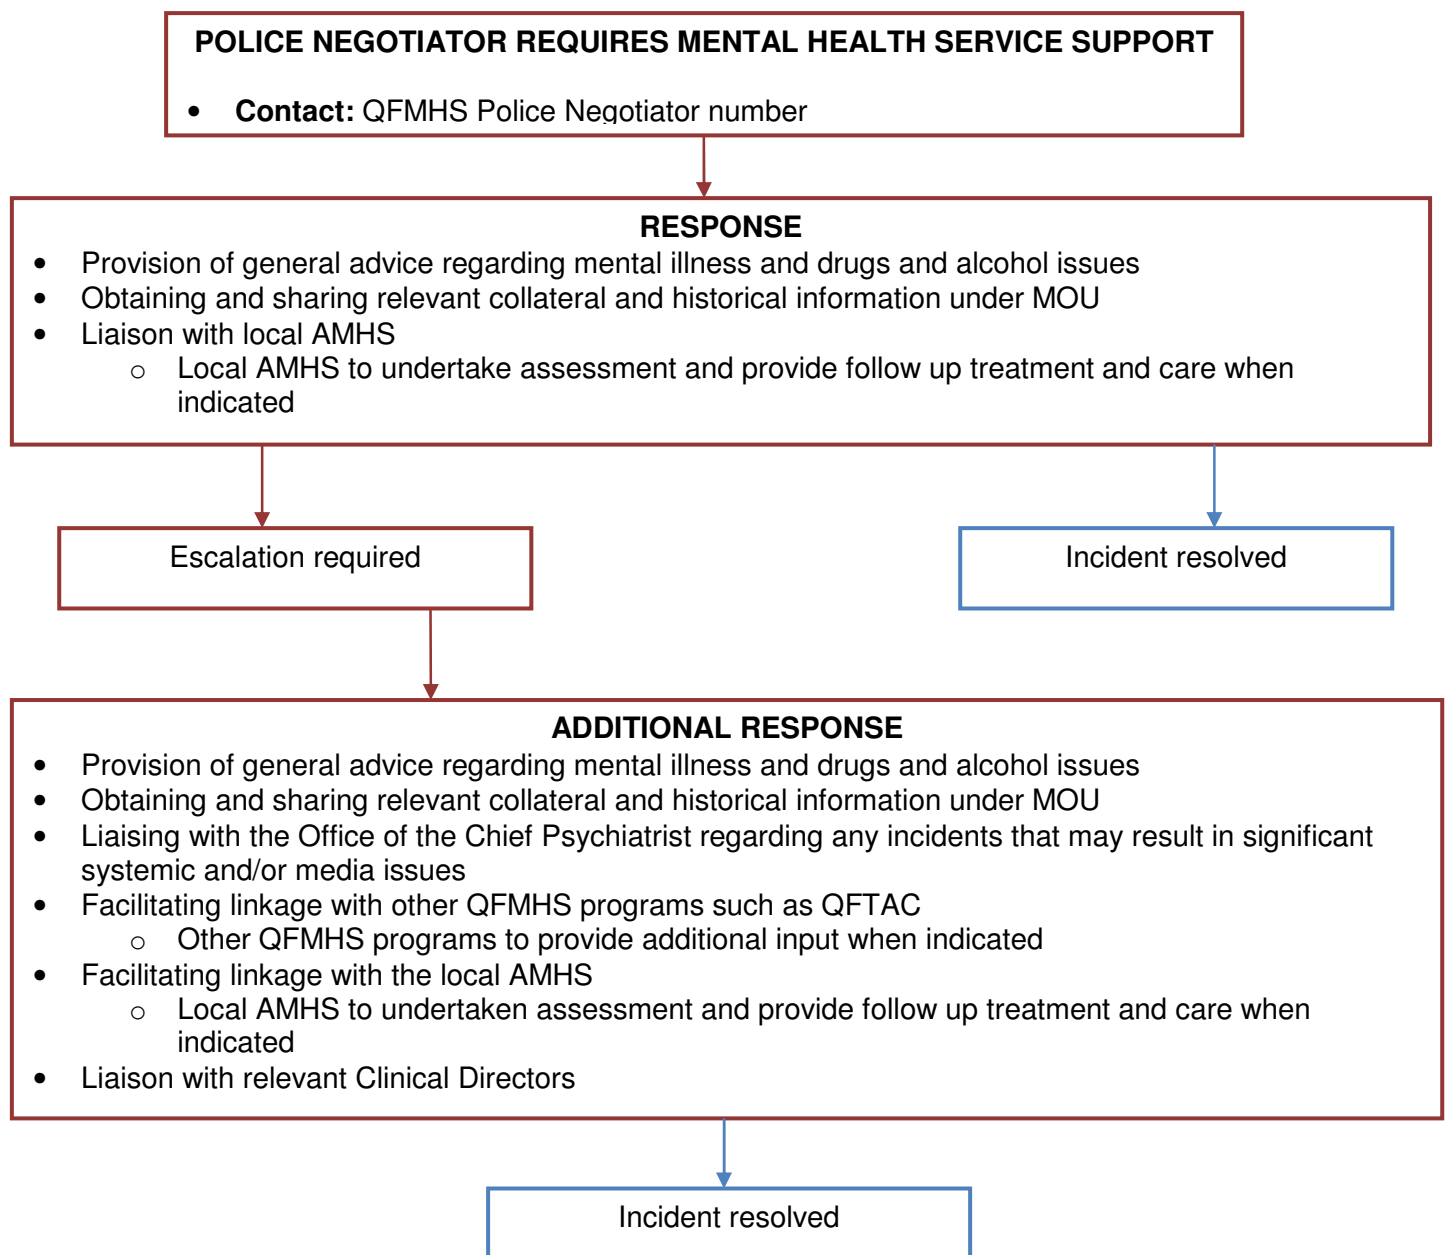 POLICE NEGOTIATOR REQUIRES MENTAL HEALTH SERVICE SUPPORT
• Contact: QFMHS Police Negotiator number
RESPONSE
• Provision of general advice regarding mental illness and drugs and alcohol issues
• Obtaining and sharing relevant collateral and historical information under MOU
• Liaison with local AMHS
o Local AMHS to undertake assessment and provide follow up treatment and care when
indicated
Escalation required
Incident resolved
ADDITIONAL RESPONSE
• Provision of general advice regarding mental illness and drugs and alcohol issues
• Obtaining and sharing relevant collateral and historical information under MOU
• Liaising with the Office of the Chief Psychiatrist regarding any incidents that may result in significant
systemic and/or media issues
• Facilitating linkage with other QFMHS programs such as QFTAC
o Other QFMHS programs to provide additional input when indicated
• Facilitating linkage with the local AMHS
o Local AMHS to undertaken assessment and provide follow up treatment and care when
indicated
• Liaison with relevant Clinical Directors
Incident resolved